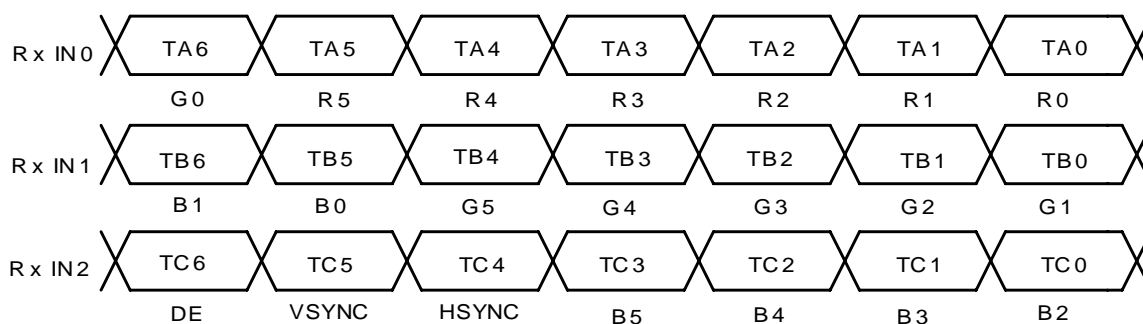 Rx IN0 TA6 TA5 TA4 TA3 TA2 TA1 TA0
G0 R5 R4 R3 R2 R1 R0
Rx IN1 TB6 TB5 TB4 TB3 TB2 TB1 TB0
B1 B0 G5 G4 G3 G2 G1
Rx IN2 TC6 TC5 TC4 TC3 TC2 TC1 TC0
DE VSYNC HSYNC B5 B4 B3 B2